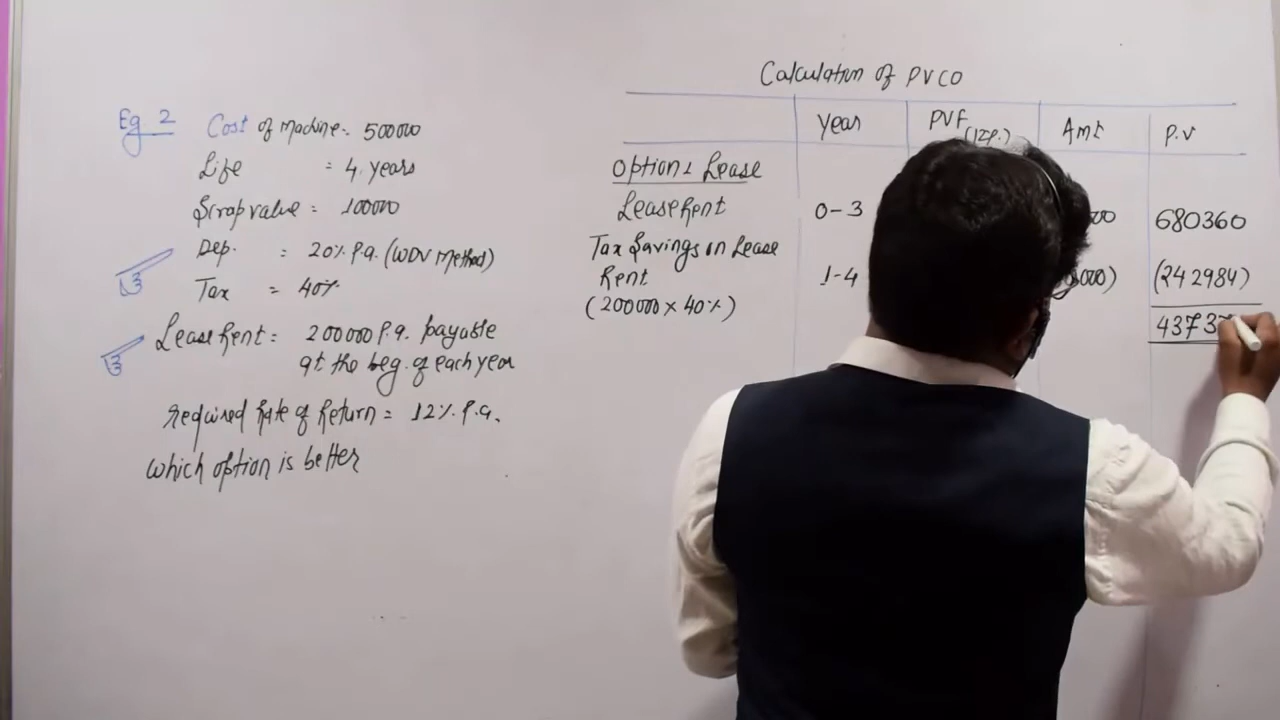 Eg 2 Cost of Machine = 500000
Life = 4 years
Scrap value = 100000
Dep. = 20% P.a. (WDV Method)
Tax = 40%
Lease Rent = 200000 P.a. payable
at the beg. of each year
Required Rate of Return = 12% P.a.
which option is better
Calculation of PVCO
Year PVF (12%) Amt P.V
Option 1 Lease
Lease Rent 0-3 680360
Tax Savings on Lease
Rent 1-4 (242984)
(200000 x 40%)
4373